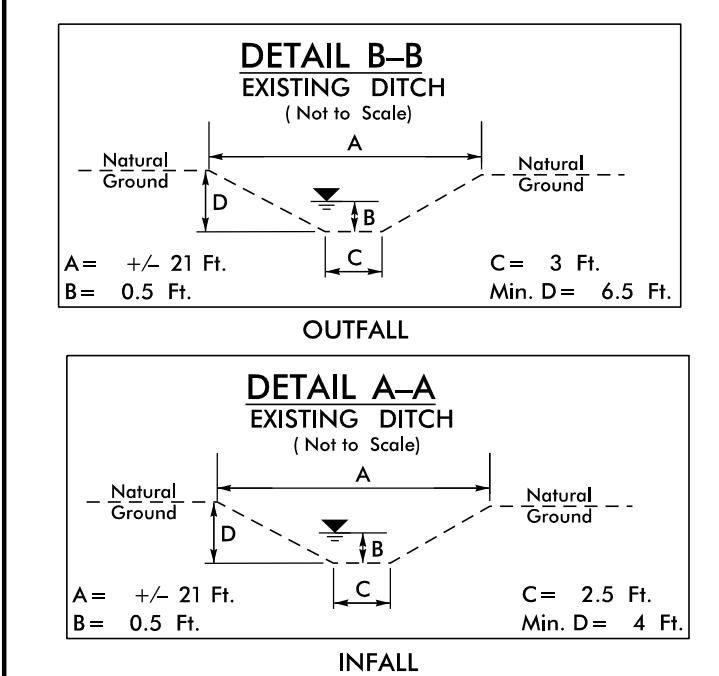 DETAIL B–B
EXISTING DITCH
( Not to Scale)
A
Natural
Ground
Natural
Ground
D
B
C
A = +/– 21 Ft.
C = 3 Ft.
B = 0.5 Ft.
Min. D = 6.5 Ft.
OUTFALL
DETAIL A–A
EXISTING DITCH
( Not to Scale)
A
Natural
Ground
Natural
Ground
D
B
C
A = +/– 21 Ft.
C = 2.5 Ft.
B = 0.5 Ft.
Min. D = 4 Ft.
INFALL